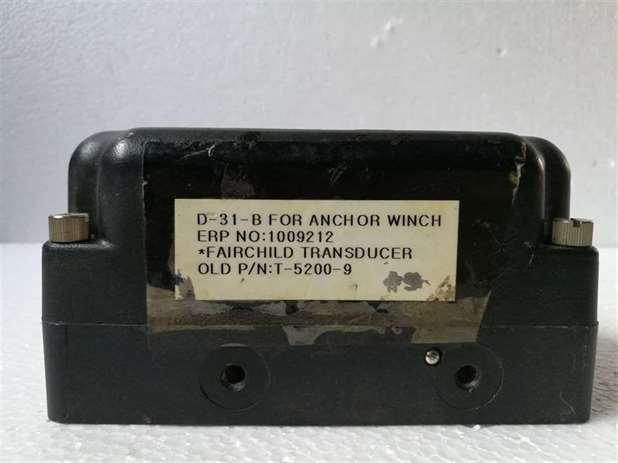 D-31-B FOR ANCHOR WINCH
ERP NO:1009212
*FAIRCHILD TRANSDUCER
OLD P/N:T-5200-9